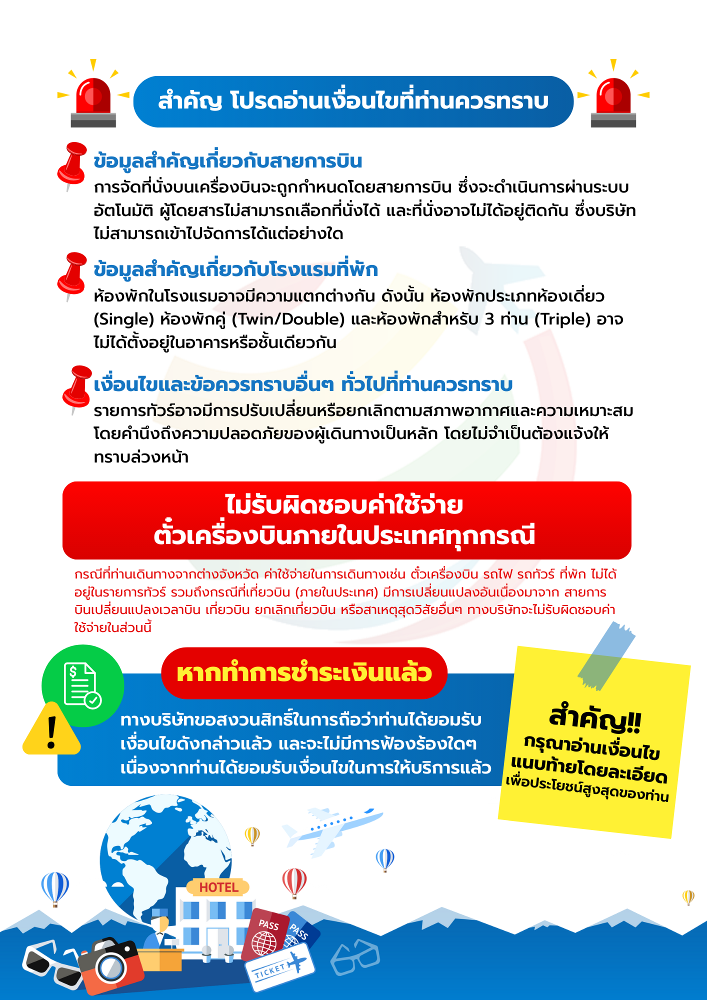 สำคัญ โปรดอ่านเงื่อนไขที่ท่านควรทราบ
ข้อมูลสำคัญเกี่ยวกับสายการบิน
การจัดที่นั่งบนเครื่องบินจะถูกกำหนดโดยสายการบิน ซึ่งจะดำเนินการผ่านระบบ
อัตโนมัติ ผู้โดยสารไม่สามารถเลือกที่นั่งได้ และที่นั่งอาจไม่ได้อยู่ติดกัน ซึ่งบริษัท
ไม่สามารถเข้าไปจัดการได้แต่อย่างใด
ข้อมูลสำคัญเกี่ยวกับโรงแรมที่พัก
ห้องพักในโรงแรมอาจมีความแตกต่างกัน ดังนั้น ห้องพักประเภทห้องเดี่ยว
(Single) ห้องพักคู่ (Twin/Double) และห้องพักสำหรับ 3 ท่าน (Triple) อาจ
ไม่ได้ตั้งอยู่ในอาคารหรือชั้นเดียวกัน
เงื่อนไขและข้อควรทราบอื่นๆ ทั่วไปที่ท่านควรทราบ
รายการทัวร์อาจมีการปรับเปลี่ยนหรือยกเลิกตามสภาพอากาศและความเหมาะสม
โดยคำนึงถึงความปลอดภัยของผู้เดินทางเป็นหลัก โดยไม่จำเป็นต้องแจ้งให้
ทราบล่วงหน้า
ไม่รับผิดชอบค่าใช้จ่าย
ตั๋วเครื่องบินภายในประเทศทุกกรณี
กรณีที่ท่านเดินทางจากต่างจังหวัด ค่าใช้จ่ายในการเดินทางเช่น ตั๋วเครื่องบิน รถไฟ รถทัวร์ ที่พัก ไม่ได้
อยู่ในรายการทัวร์ รวมถึงกรณีที่เที่ยวบิน (ภายในประเทศ) มีการเปลี่ยนแปลงอันเนื่องมาจาก สายการ
บินเปลี่ยนแปลงเวลาบิน เที่ยวบิน ยกเลิกเที่ยวบิน หรือสาเหตุสุดวิสัยอื่นๆ ทางบริษัทจะไม่รับผิดชอบค่า
ใช้จ่ายในส่วนนี้
หากทำการชำระเงินแล้ว
ทางบริษัทขอสงวนสิทธิ์ในการถือว่าท่านได้ยอมรับ
เงื่อนไขดังกล่าวแล้ว และจะไม่มีการฟ้องร้องใดๆ
เนื่องจากท่านได้ยอมรับเงื่อนไขในการให้บริการแล้ว
สำคัญ!!
กรุณาอ่านเงื่อนไข
แนบท้ายโดยละเอียด
เพื่อประโยชน์สูงสุดของท่าน
HOTEL
PASS
PASS
TICKET